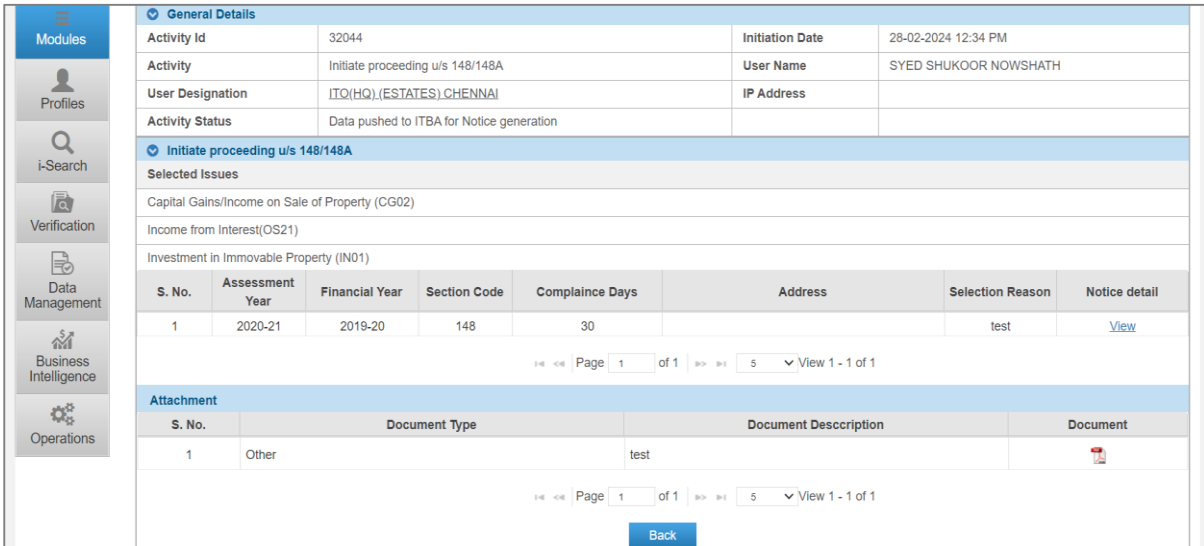 Modules
Profiles
i-Search
Verification
Data
Management
Business
Intelligence
Operations
General Details
Activity Id 32044 Initiation Date 28-02-2024 12:34 PM
Activity Initiate proceeding u/s 148/148A User Name SYED SHUKOOR NOWSHATH
User Designation ITO(HQ) (ESTATES) CHENNAI IP Address
Activity Status Data pushed to ITBA for Notice generation
Initiate proceeding u/s 148/148A
Selected Issues
Capital Gains/Income on Sale of Property (CG02)
Income from Interest(OS21)
Investment in Immovable Property (IN01)
S. No. Assessment Year Financial Year Section Code Complaince Days Address Selection Reason Notice detail
1 2020-21 2019-20 148 30 test View
Page 1 of 1 5 View 1 - 1 of 1
Attachment
S. No. Document Type Document Desccription Document
1 Other test
Page 1 of 1 5 View 1 - 1 of 1
Back